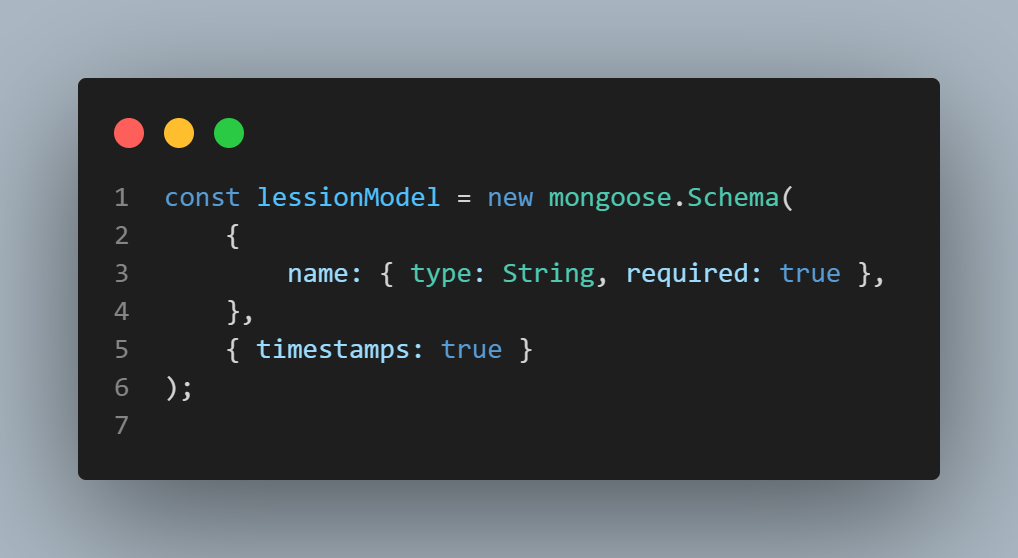 1 const lessionModel = new mongoose.Schema(
2     {
3         name: { type: String, required: true },
4     },
5     { timestamps: true }
6 );
7